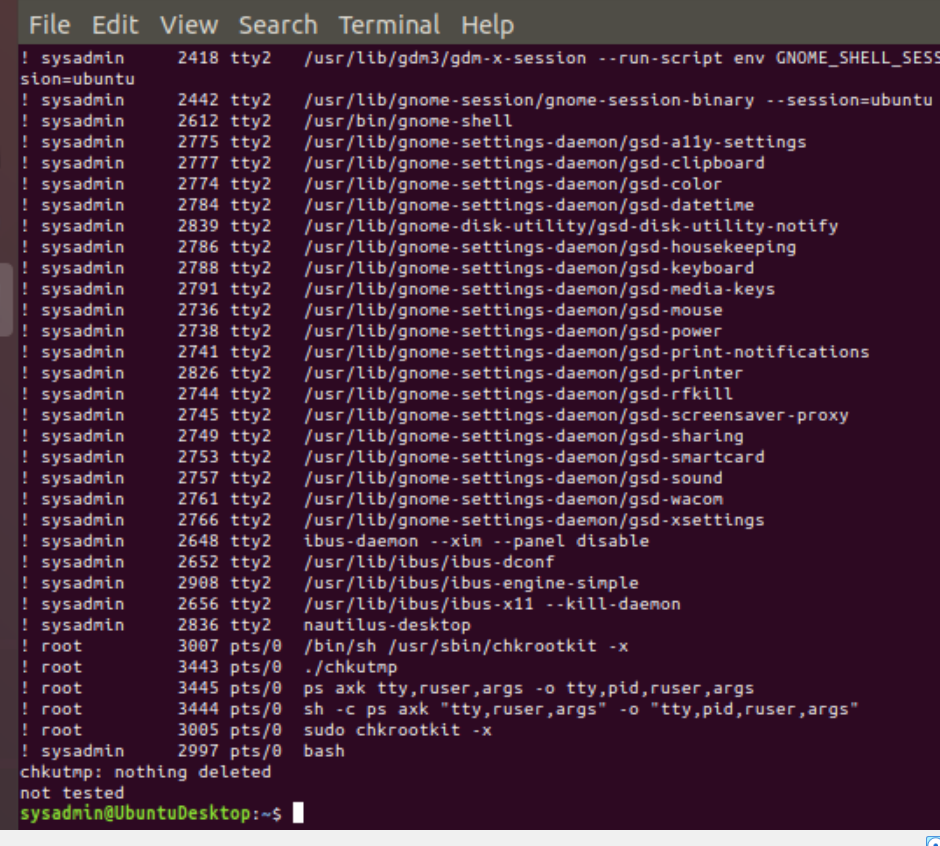 File Edit View Search Terminal Help
! sysadmin 2418 tty2 /usr/lib/gdm3/gdm-x-session --run-script env GNOME_SHELL_SESS
sion=ubuntu
! sysadmin 2442 tty2 /usr/lib/gnome-session/gnome-session-binary --session=ubuntu
! sysadmin 2612 tty2 /usr/bin/gnome-shell
! sysadmin 2775 tty2 /usr/lib/gnome-settings-daemon/gsd-a11y-settings
! sysadmin 2777 tty2 /usr/lib/gnome-settings-daemon/gsd-clipboard
! sysadmin 2774 tty2 /usr/lib/gnome-settings-daemon/gsd-color
! sysadmin 2784 tty2 /usr/lib/gnome-settings-daemon/gsd-datetime
! sysadmin 2839 tty2 /usr/lib/gnome-disk-utility/gsd-disk-utility-notify
! sysadmin 2786 tty2 /usr/lib/gnome-settings-daemon/gsd-housekeeping
! sysadmin 2788 tty2 /usr/lib/gnome-settings-daemon/gsd-keyboard
! sysadmin 2791 tty2 /usr/lib/gnome-settings-daemon/gsd-media-keys
! sysadmin 2736 tty2 /usr/lib/gnome-settings-daemon/gsd-mouse
! sysadmin 2738 tty2 /usr/lib/gnome-settings-daemon/gsd-power
! sysadmin 2741 tty2 /usr/lib/gnome-settings-daemon/gsd-print-notifications
! sysadmin 2826 tty2 /usr/lib/gnome-settings-daemon/gsd-printer
! sysadmin 2744 tty2 /usr/lib/gnome-settings-daemon/gsd-rfkill
! sysadmin 2745 tty2 /usr/lib/gnome-settings-daemon/gsd-screensaver-proxy
! sysadmin 2749 tty2 /usr/lib/gnome-settings-daemon/gsd-sharing
! sysadmin 2753 tty2 /usr/lib/gnome-settings-daemon/gsd-smartcard
! sysadmin 2757 tty2 /usr/lib/gnome-settings-daemon/gsd-sound
! sysadmin 2761 tty2 /usr/lib/gnome-settings-daemon/gsd-wacom
! sysadmin 2766 tty2 /usr/lib/gnome-settings-daemon/gsd-xsettings
! sysadmin 2648 tty2 ibus-daemon --xim --panel disable
! sysadmin 2652 tty2 /usr/lib/ibus/ibus-dconf
! sysadmin 2908 tty2 /usr/lib/ibus/ibus-engine-simple
! sysadmin 2656 tty2 /usr/lib/ibus/ibus-x11 --kill-daemon
! sysadmin 2836 tty2 nautilus-desktop
! root 3007 pts/0 /bin/sh /usr/sbin/chkrootkit -x
! root 3443 pts/0 ./chkutmp
! root 3445 pts/0 ps axk tty,ruser,args -o tty,pid,ruser,args
! root 3444 pts/0 sh -c ps axk "tty,ruser,args" -o "tty,pid,ruser,args"
! root 3005 pts/0 sudo chkrootkit -x
! sysadmin 2997 pts/0 bash
chkutmp: nothing deleted
not tested
sysadmin@UbuntuDesktop:~$